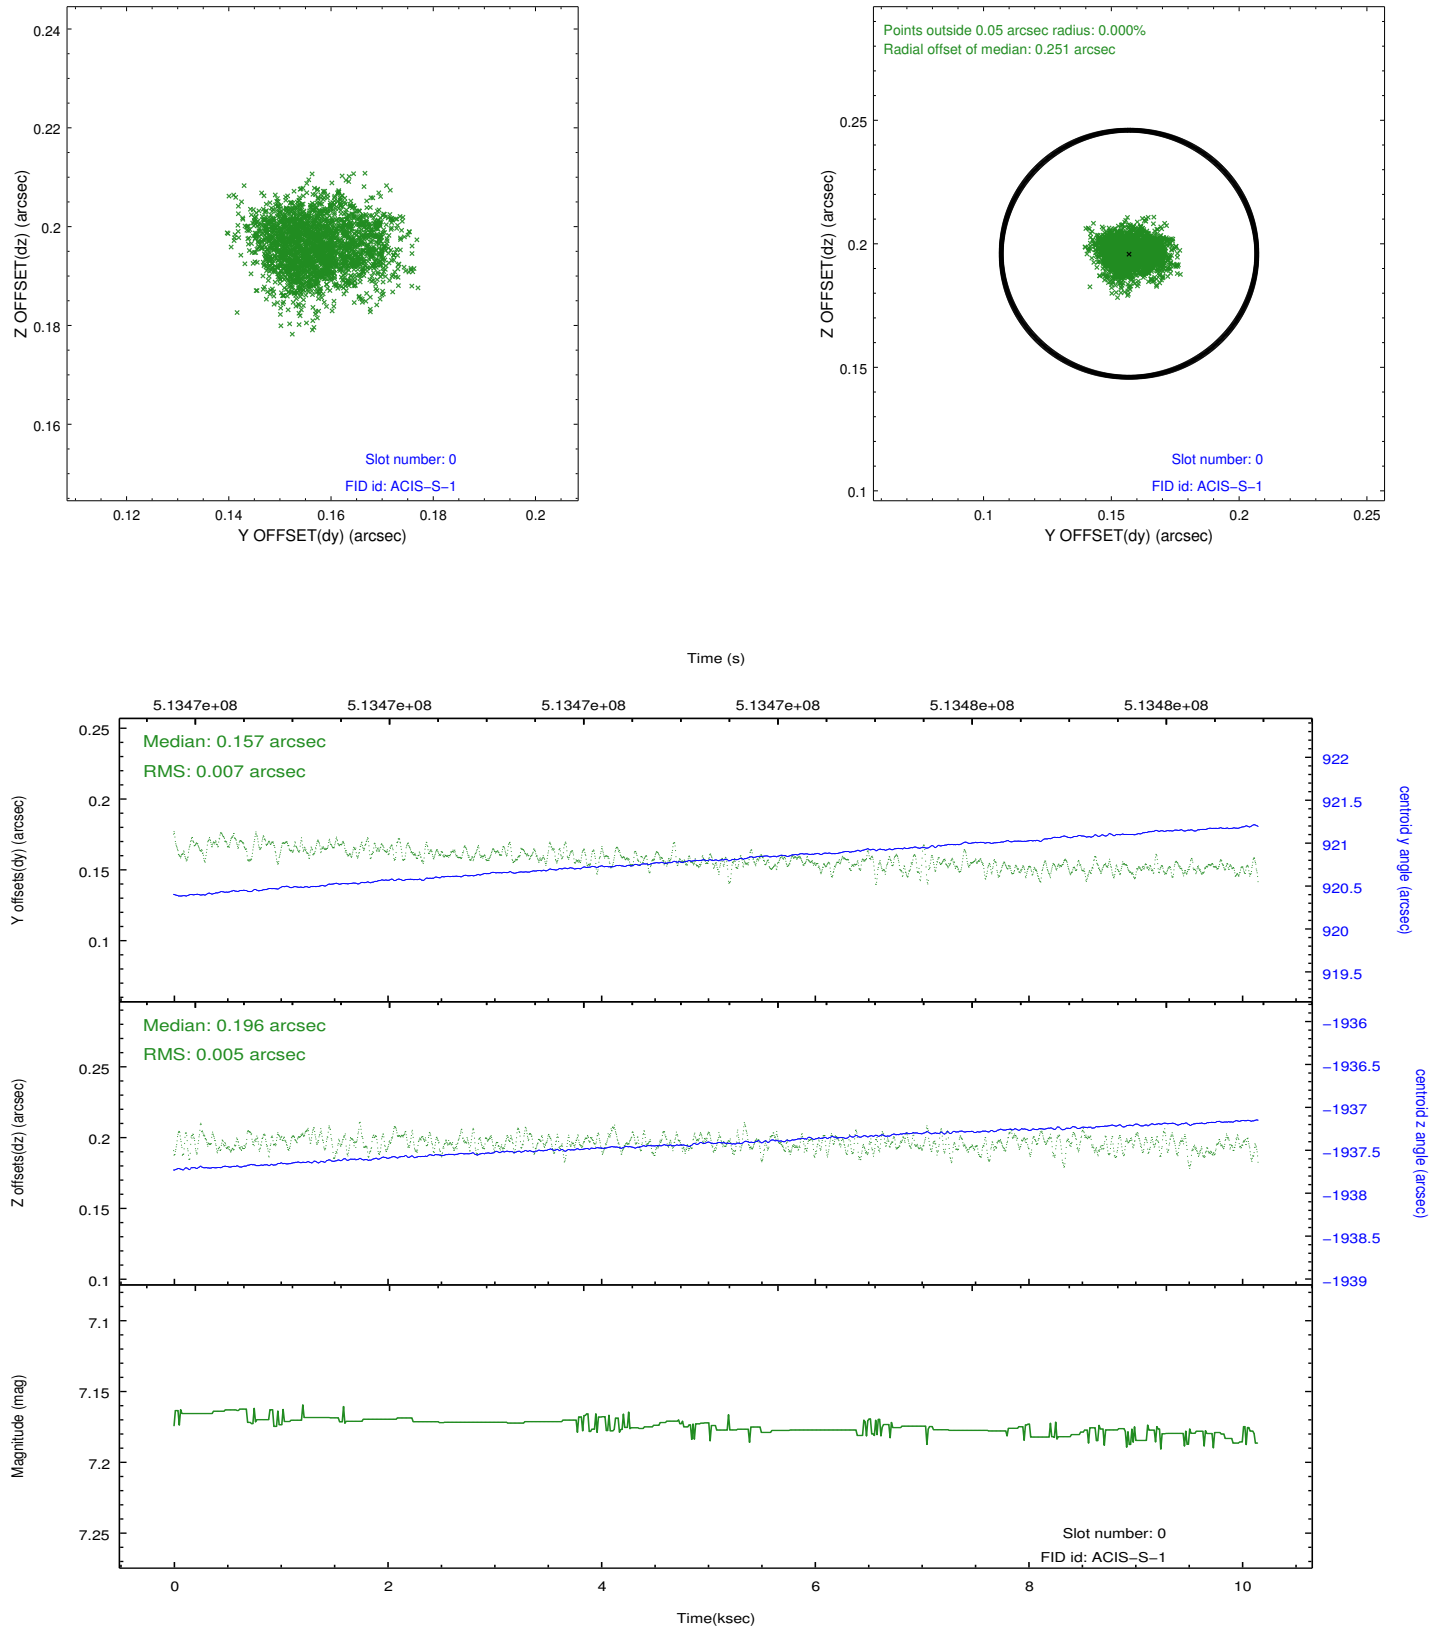 0.24
0.22
0.2
0.18
0.16
Z OFFSET(dz) (arcsec)
Slot number: 0
FID id: ACIS−S−1
0.12 0.14 0.16 0.18 0.2
Y OFFSET(dy) (arcsec)
Points outside 0.05 arcsec radius: 0.000%
Radial offset of median: 0.251 arcsec
0.25
0.2
0.15
0.1
Z OFFSET(dz) (arcsec)
Slot number: 0
FID id: ACIS−S−1
0.1 0.15 0.2 0.25
Y OFFSET(dy) (arcsec)
Time (s)
5.1347e+08 5.1347e+08 5.1347e+08 5.1347e+08 5.1348e+08 5.1348e+08
Median: 0.157 arcsec
RMS: 0.007 arcsec
0.25
0.2
0.15
0.1
Y offsets(dy) (arcsec)
922
921.5
921
920.5
920
919.5
centroid y angle (arcsec)
Median: 0.196 arcsec
RMS: 0.005 arcsec
0.25
0.2
0.15
0.1
Z offsets(dz) (arcsec)
−1936
−1936.5
−1937
−1937.5
−1938
−1938.5
−1939
centroid z angle (arcsec)
7.1
7.15
7.2
7.25
Magnitude (mag)
Slot number: 0
FID id: ACIS−S−1
0 2 4 6 8 10
Time(ksec)